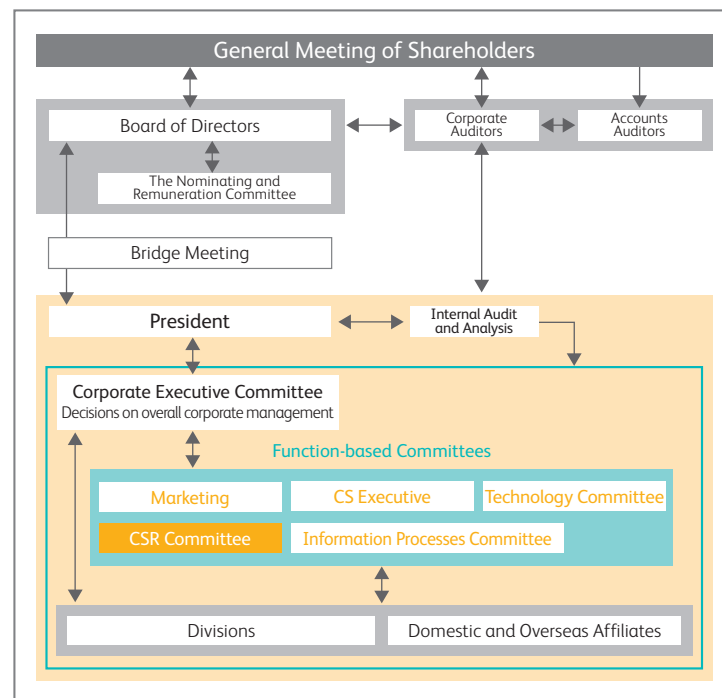 General Meeting of Shareholders
Board of Directors
Corporate
Auditors
Accounts
Auditors
The Nominating and
Remuneration Committee
Bridge Meeting
President
Internal Audit
and Analysis
Corporate Executive Committee
Decisions on overall corporate management
Function-based Committees
Marketing
CS Executive
Technology Committee
CSR Committee
Information Processes Committee
Divisions
Domestic and Overseas Affiliates